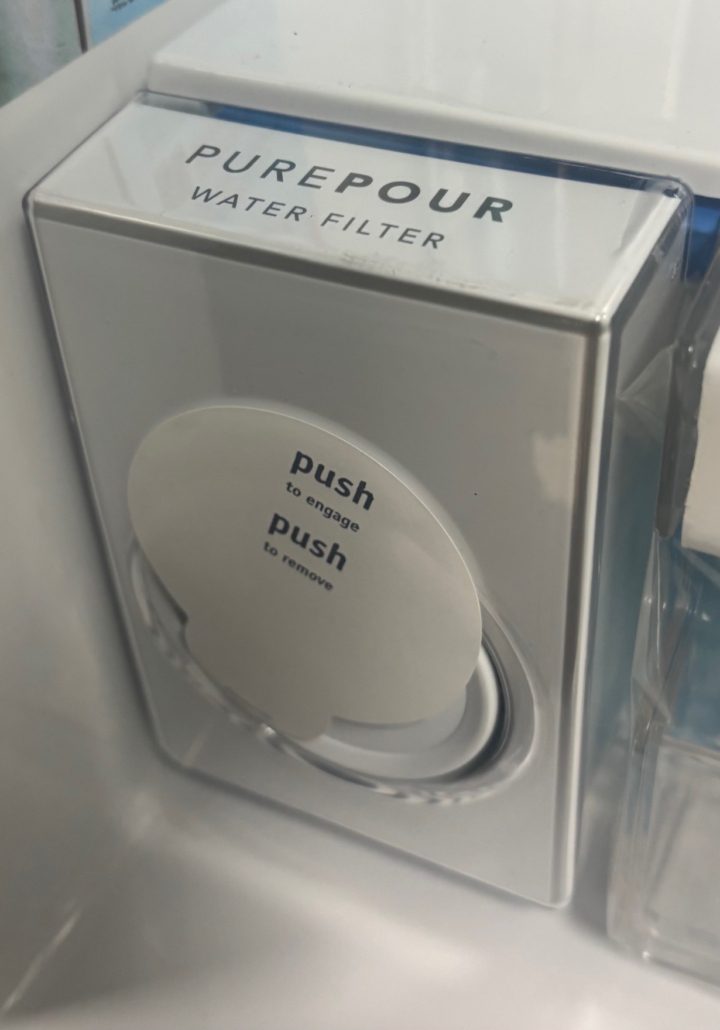 PUREPOUR
WATER FILTER
push
to engage
push
to remove